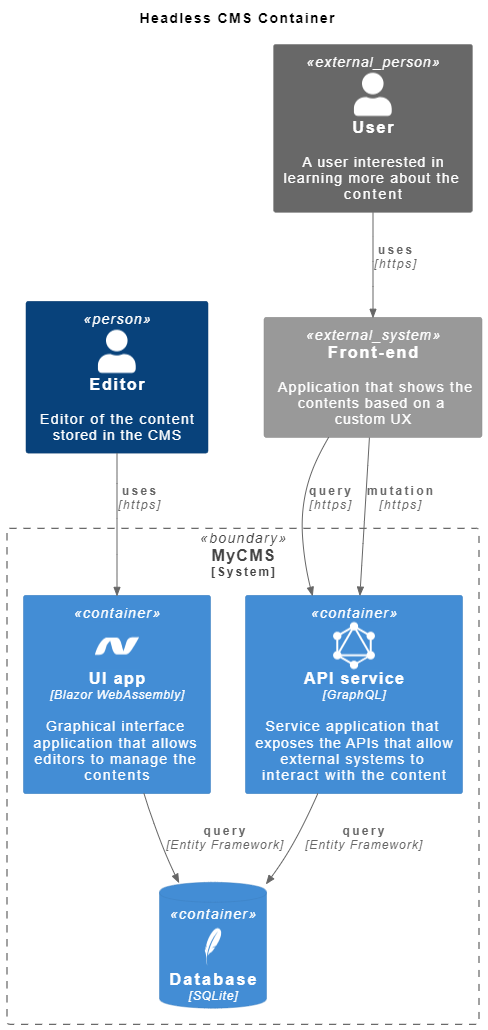 Headless CMS Container
«external_person»
User
A user interested in
learning more about the
content
uses
[https]
«person»
Editor
Editor of the content
stored in the CMS
«external_system»
Front-end
Application that shows the
contents based on a
custom UX
uses
[https]
query
[https]
mutation
[https]
«boundary»
MyCMS
[System]
«container»
UI app
[Blazor WebAssembly]
Graphical interface
application that allows
editors to manage the
contents
«container»
API service
[GraphQL]
Service application that
exposes the APIs that allow
external systems to
interact with the content
query
[Entity Framework]
query
[Entity Framework]
«container»
Database
[SQLite]